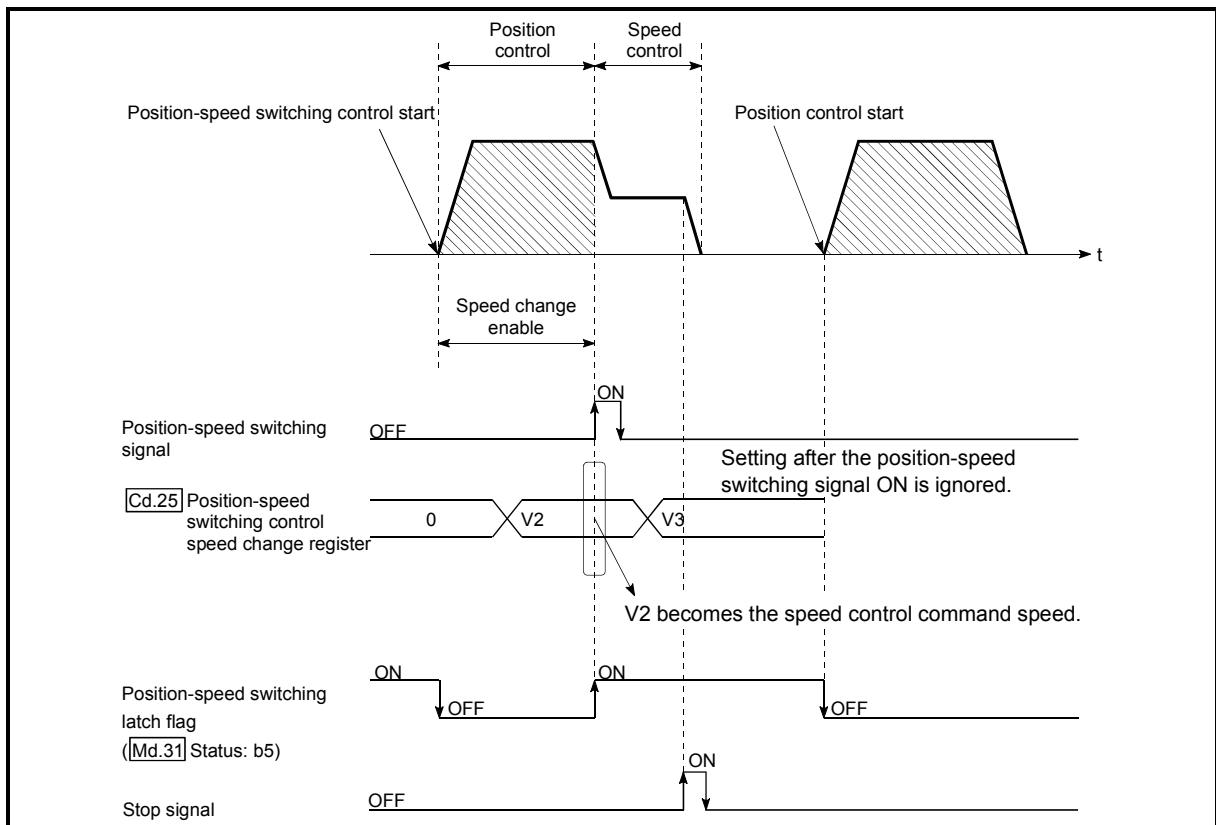 Position
control
Speed
control
Position-speed switching control start
Position control start
t
Speed change
enable
ON
Position-speed switching
signal
OFF
Setting after the position-speed
switching signal ON is ignored.
Cd.25 Position-speed
switching control
speed change register
0
V2
V3
V2 becomes the speed control command speed.
ON
ON
Position-speed switching
latch flag
(Md.31 Status: b5)
OFF
OFF
ON
Stop signal
OFF